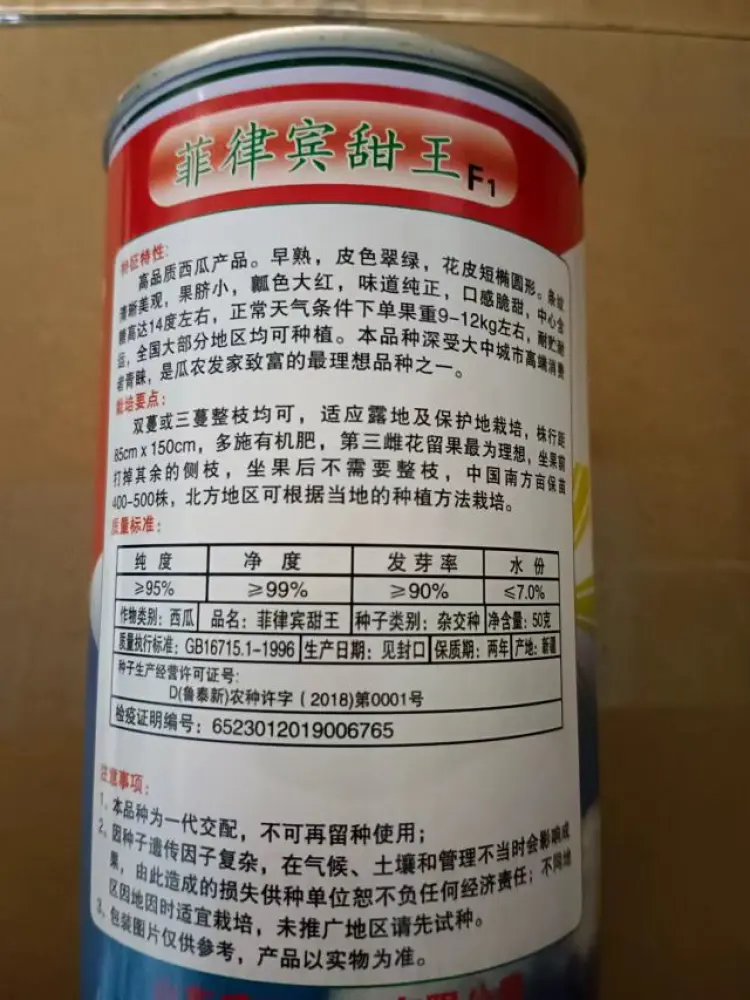 菲律宾甜王F1
特征特性:
高品质西瓜产品。早熟，皮色翠绿，花皮短椭圆形。条纹
清晰美观，果脐小，瓤色大红，味道纯正，口感脆甜，中心含
糖高达14度左右，正常天气条件下单果重9-12kg左右，耐贮耐
运，全国大部分地区均可种植。本品种深受大中城市高端消费
者青睐，是瓜农发家致富的最理想品种之一。
栽培要点:
双蔓或三蔓整枝均可，适应露地及保护地栽培，株行距
85cm x 150cm，多施有机肥，第三雌花留果最为理想，坐果前
打掉其余的侧枝，坐果后不需要整枝，中国南方亩保苗
400-500株，北方地区可根据当地的种植方法栽培。
质量标准:
纯 度 净 度 发芽率 水 份
≥95% ≥99% ≥90% ≤7.0%
作物类别: 西瓜 品名: 菲律宾甜王 种子类别: 杂交种 净含量: 50克
质量执行标准: GB16715.1-1996 生产日期: 见封口 保质期: 两年 产地: 新疆
种子生产经营许可证号:
D(鲁泰新)农种许字 ( 2018)第0001号
检疫证明编号: 6523012019006765
注意事项:
1、本品种为一代交配，不可再留种使用;
2、因种子遗传因子复杂，在气候、土壤和管理不当时会影响成
果，由此造成的损失供种单位恕不负任何经济责任; 不同地
区因地因时适宜栽培，未推广地区请先试种。
3、包装图片仅供参考，产品以实物为准。